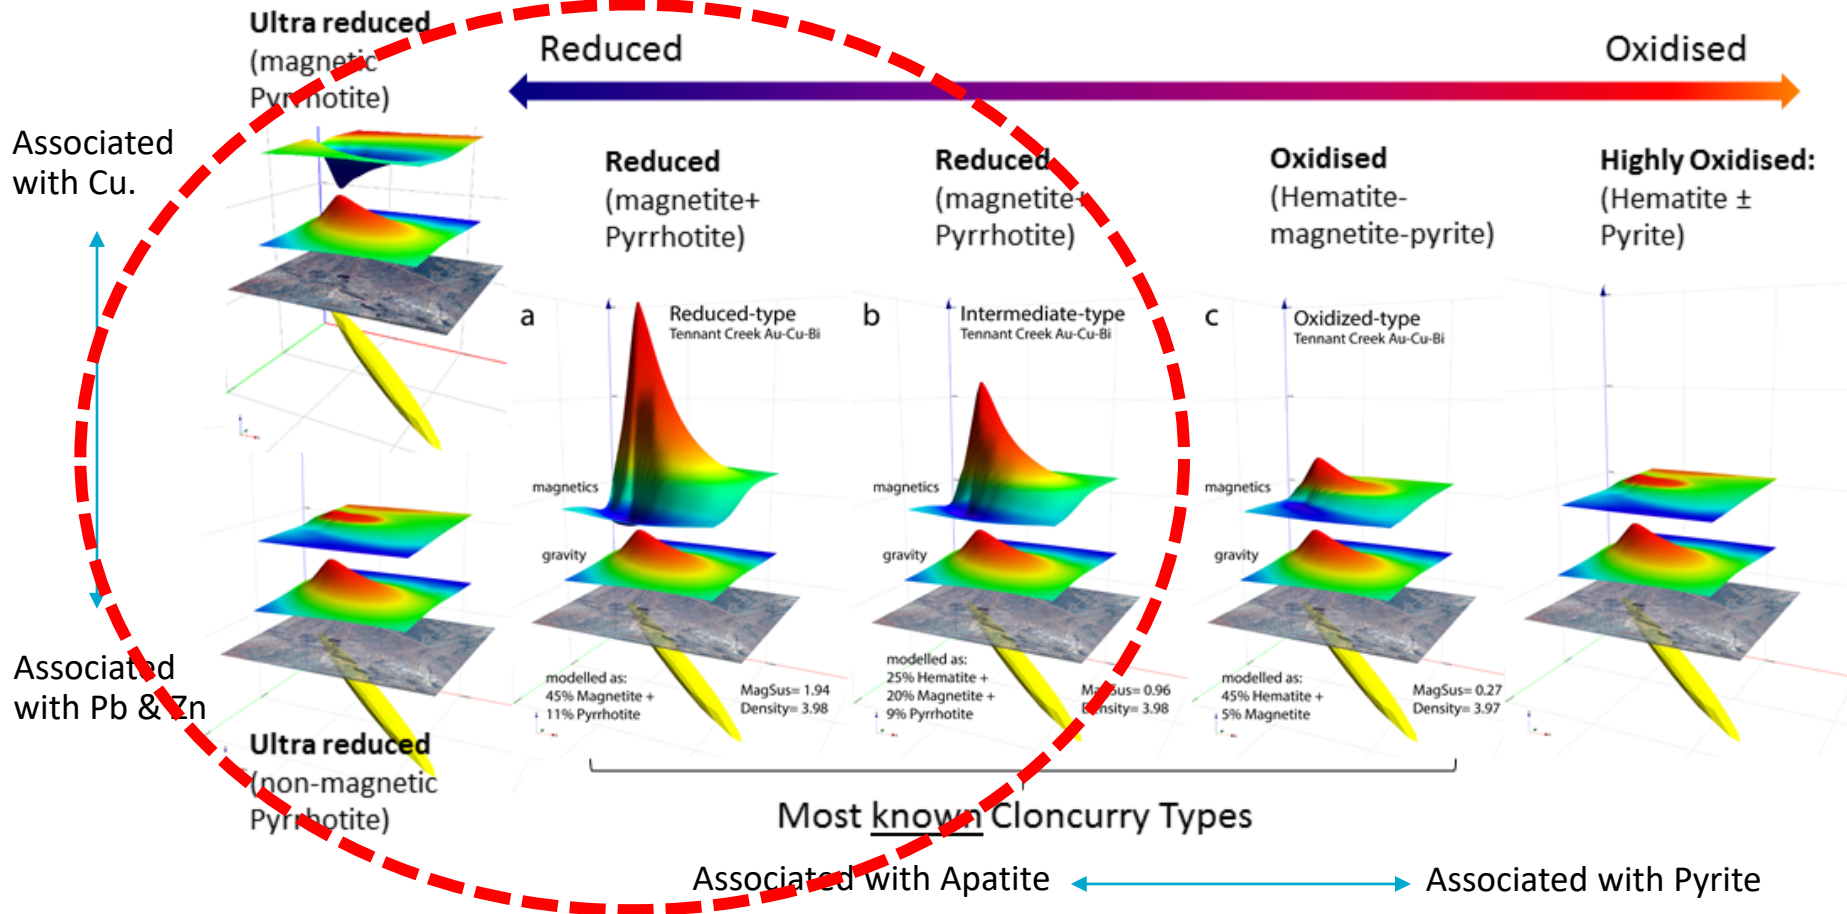 Ultra reduced
(magnetic
Pyrrhotite)
Reduced
Oxidised
Associated
with Cu.
Reduced
(magnetite+
Pyrrhotite)
Reduced
(magnetite+
Pyrrhotite)
Oxidised
(Hematite-
magnetite-pyrite)
Highly Oxidised:
(Hematite ±
Pyrite)
a
Reduced-type
Tennant Creek Au-Cu-Bi
magnetics
gravity
modelled as:
45% Magnetite +
11% Pyrrhotite
MagSus= 1.94
Density= 3.98
b
Intermediate-type
Tennant Creek Au-Cu-Bi
magnetics
gravity
modelled as:
25% Hematite +
20% Magnetite +
9% Pyrrhotite
MagSus= 0.96
Density= 3.98
c
Oxidized-type
Tennant Creek Au-Cu-Bi
magnetics
gravity
modelled as:
45% Hematite +
5% Magnetite
MagSus= 0.27
Density= 3.97
Associated
with Pb & Zn
Ultra reduced
(non-magnetic
Pyrrhotite)
Most known Cloncurry Types
Associated with Apatite
Associated with Pyrite